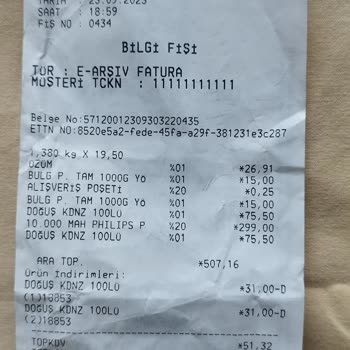 TARİH : 23.09.2023
SAAT : 18:59
FİŞ NO : 0434
BİLGİ FİŞİ
TÜR : E-ARŞİV FATURA
MÜŞTERİ TCKN : 11111111111
Belge No:57120012309303220435
ETTN NO:8520e5a2-fede-45fa-a29f-381231e3c287
1,380 kg X 19,50
ÜZÜM %01 *26,91
BULG P. TAM 1000G YÖ %01 *15,00
ALIŞVERİŞ POŞETİ %20 *0,25
BULG P. TAM 1000G YÖ %01 *15,00
DOĞUŞ KDNZ 100LÜ %01 *75,50
10.000 MAH PHILIPS P %20 *299,00
DOĞUŞ KDNZ 100LÜ %01 *75,50
ARA TOP. *507,16
Ürün İndirimleri:
DOĞUŞ KDNZ 100LÜ *31,00-D
(1)18853
DOĞUŞ KDNZ 100LÜ *31,00-D
(2)18853
TOPKDV *51,32